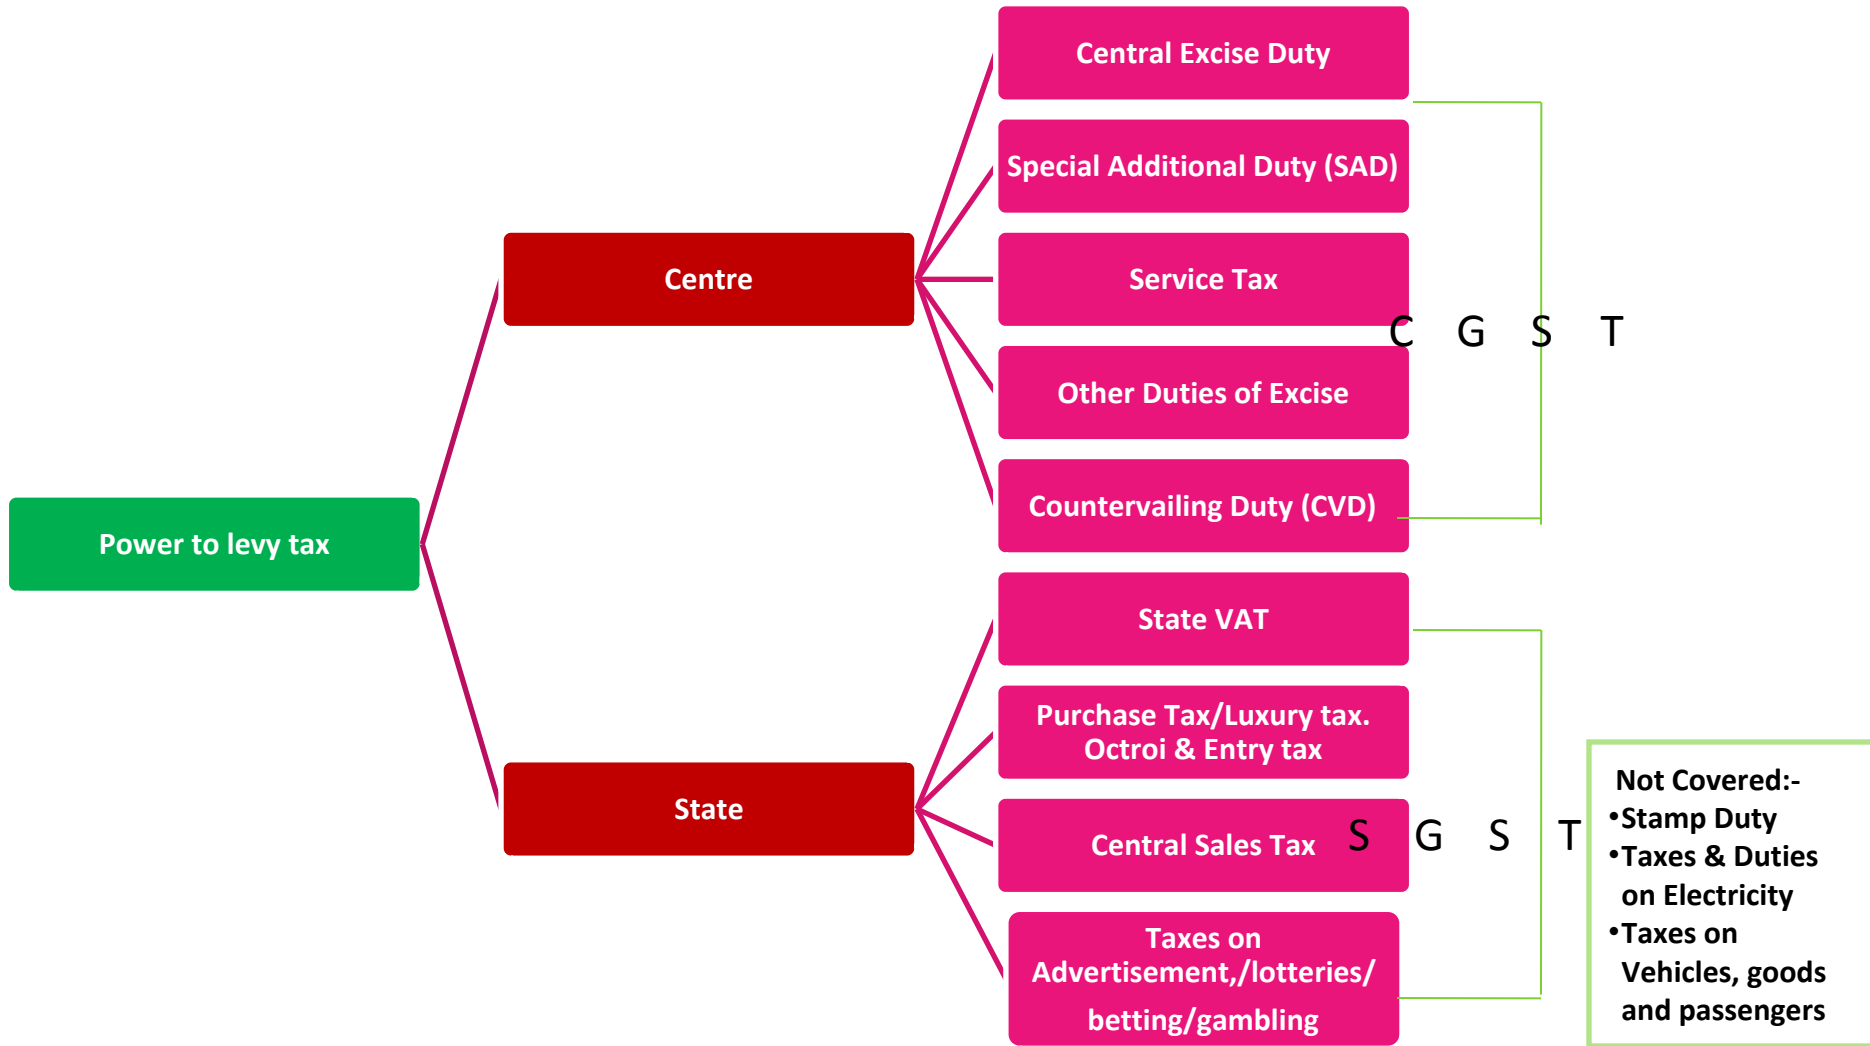 Power to levy tax
Centre
Central Excise Duty
Special Additional Duty (SAD)
Service Tax
Other Duties of Excise
Countervailing Duty (CVD)
C G S T
State
State VAT
Purchase Tax/Luxury tax.
Octroi & Entry tax
Central Sales Tax
Taxes on
Advertisement,/lotteries/
betting/gambling
S G S T
Not Covered:-
•Stamp Duty
•Taxes & Duties
on Electricity
•Taxes on
Vehicles, goods
and passengers